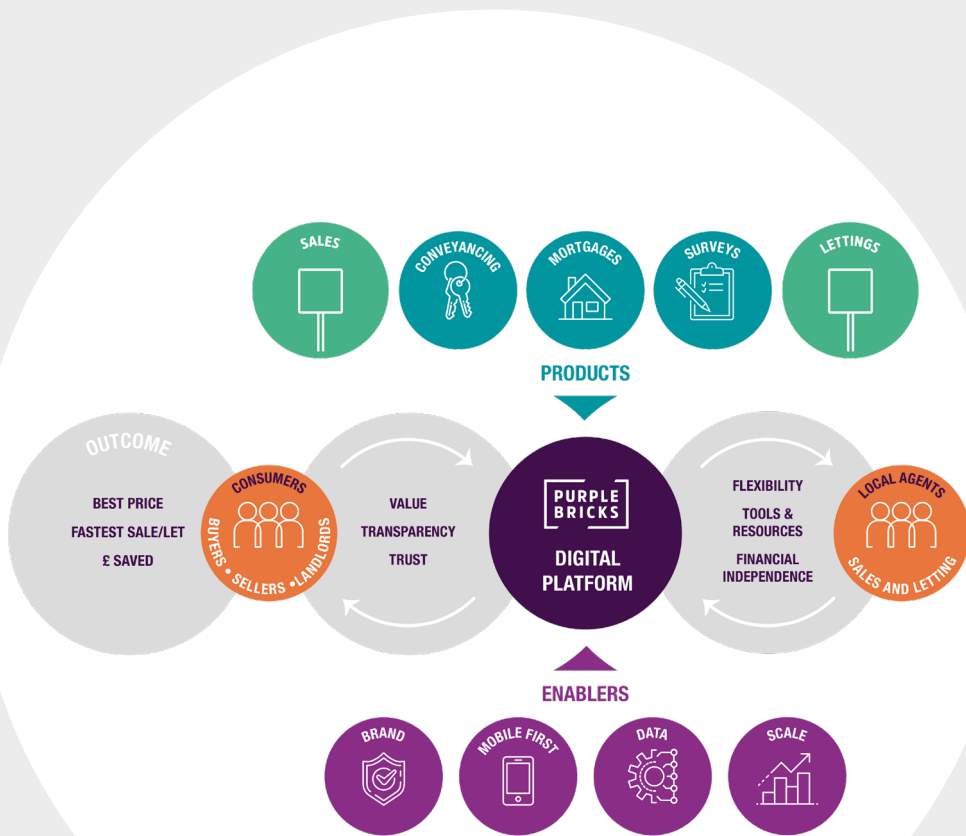 SALES
CONVEYANCING
MORTGAGES
SURVEYS
LETTINGS
PRODUCTS
OUTCOME
BEST PRICE
FASTEST SALE/LET
£ SAVED
CONSUMERS
BUYERS • SELLERS • LANDLORDS
VALUE
TRANSPARENCY
TRUST
PURPLE
BRICKS
DIGITAL
PLATFORM
FLEXIBILITY
TOOLS &
RESOURCES
FINANCIAL
INDEPENDENCE
LOCAL AGENTS
SALES AND LETTING
ENABLERS
BRAND
MOBILE FIRST
DATA
SCALE